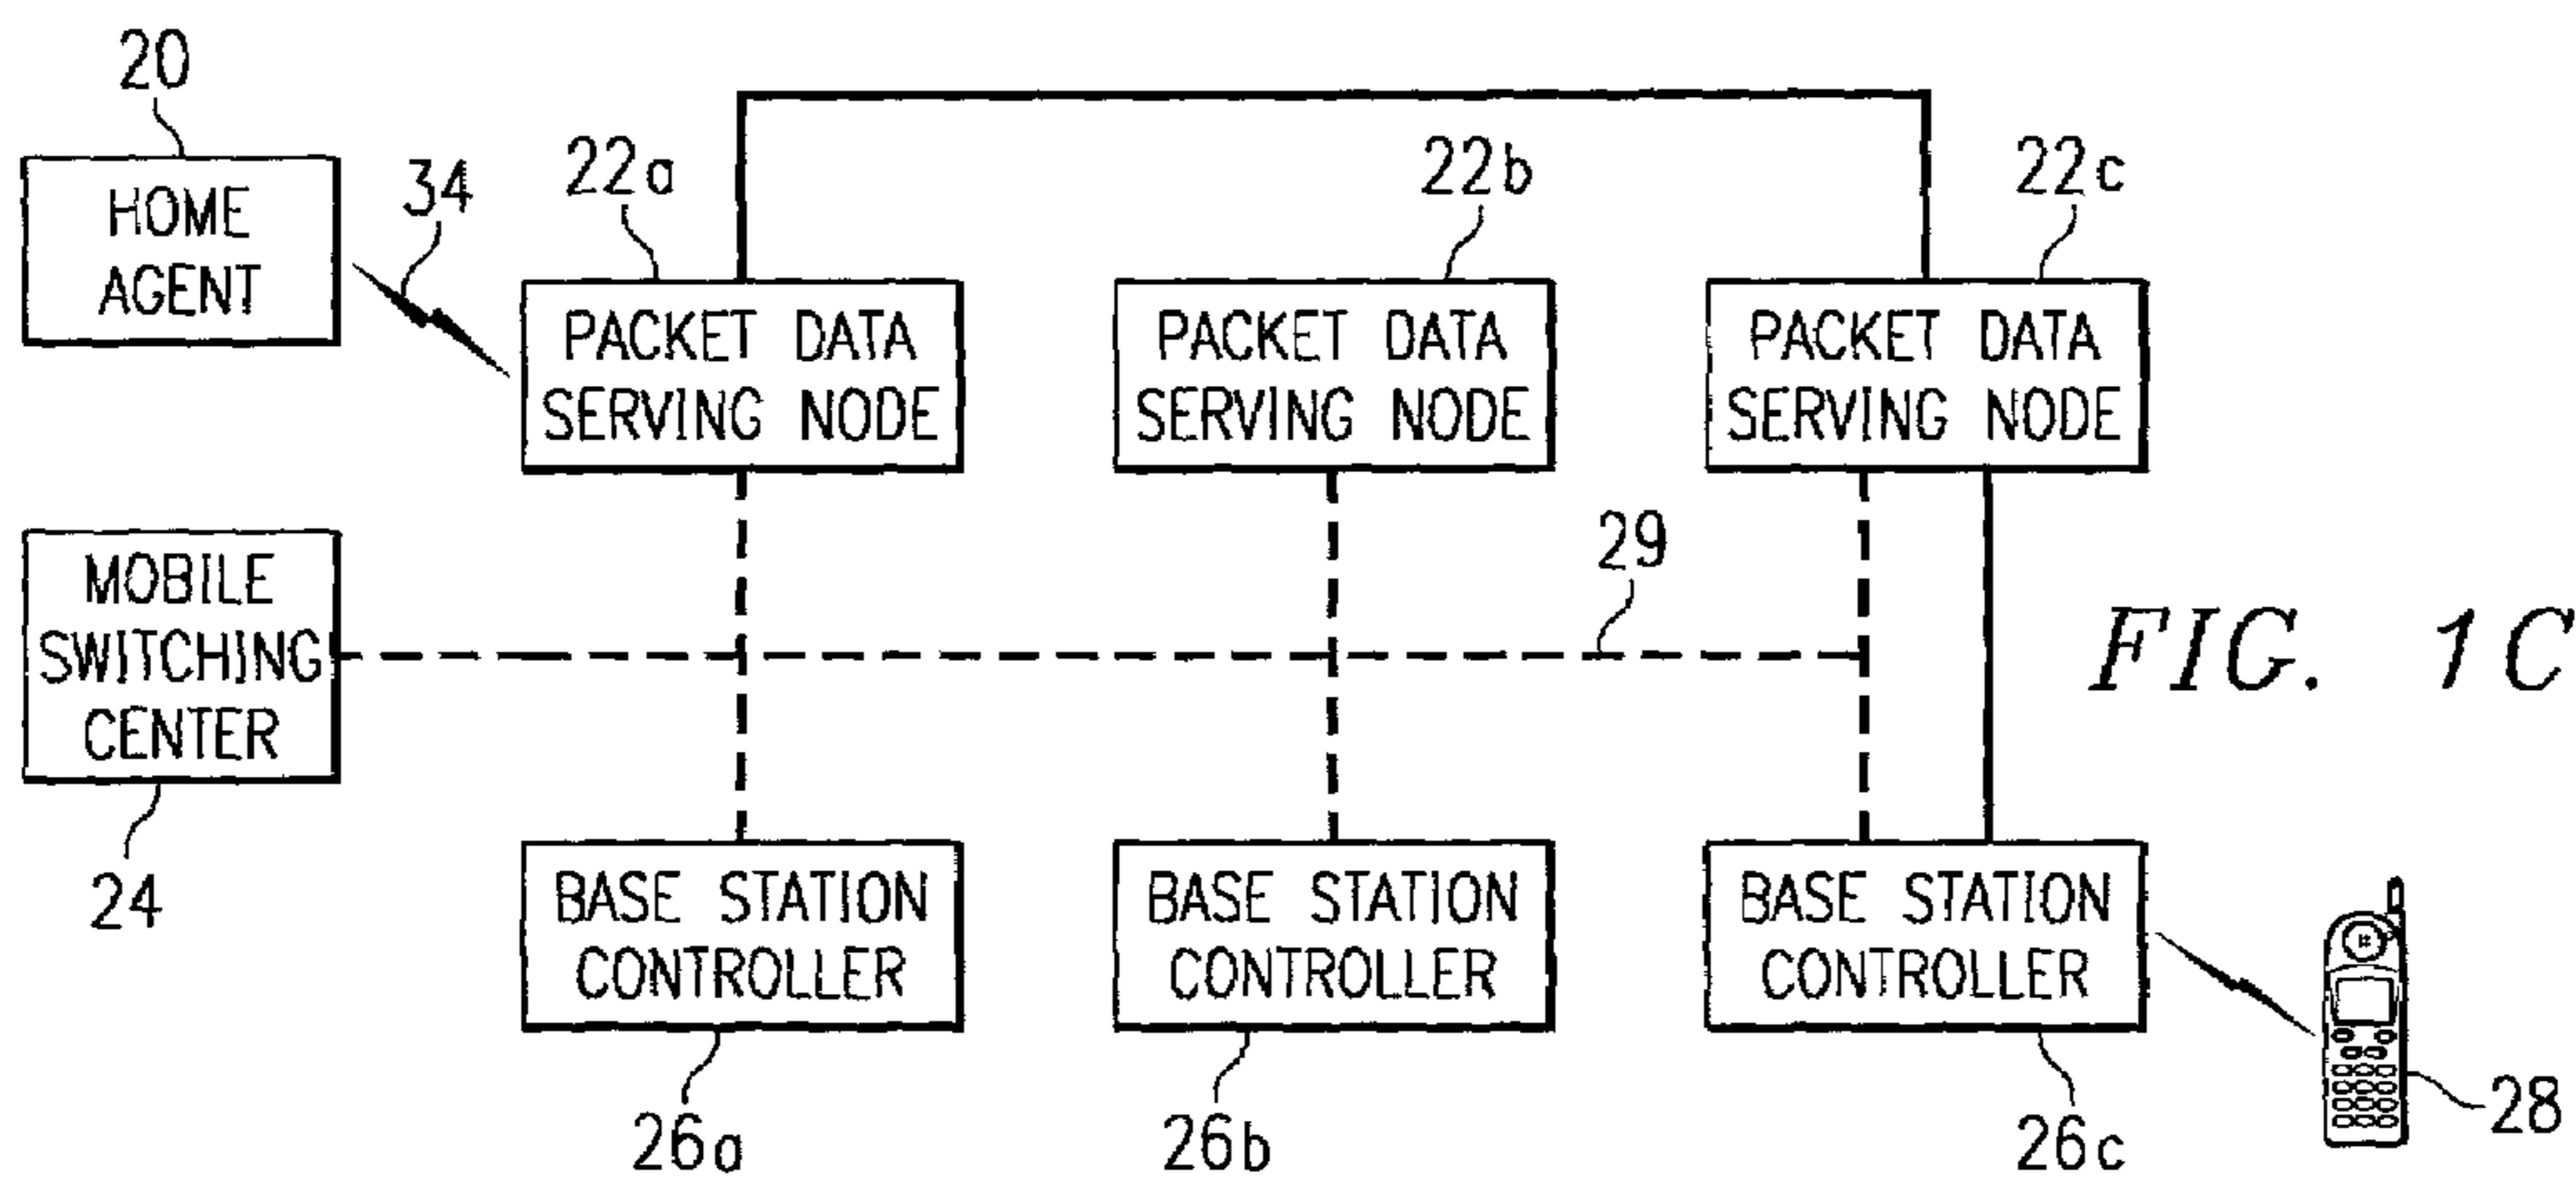 20
HOME
AGENT
34
22a
PACKET DATA
SERVING NODE
22b
PACKET DATA
SERVING NODE
22c
PACKET DATA
SERVING NODE
MOBILE
SWITCHING
CENTER
24
29
FIG. 1C
BASE STATION
CONTROLLER
26a
BASE STATION
CONTROLLER
26b
BASE STATION
CONTROLLER
26c
28